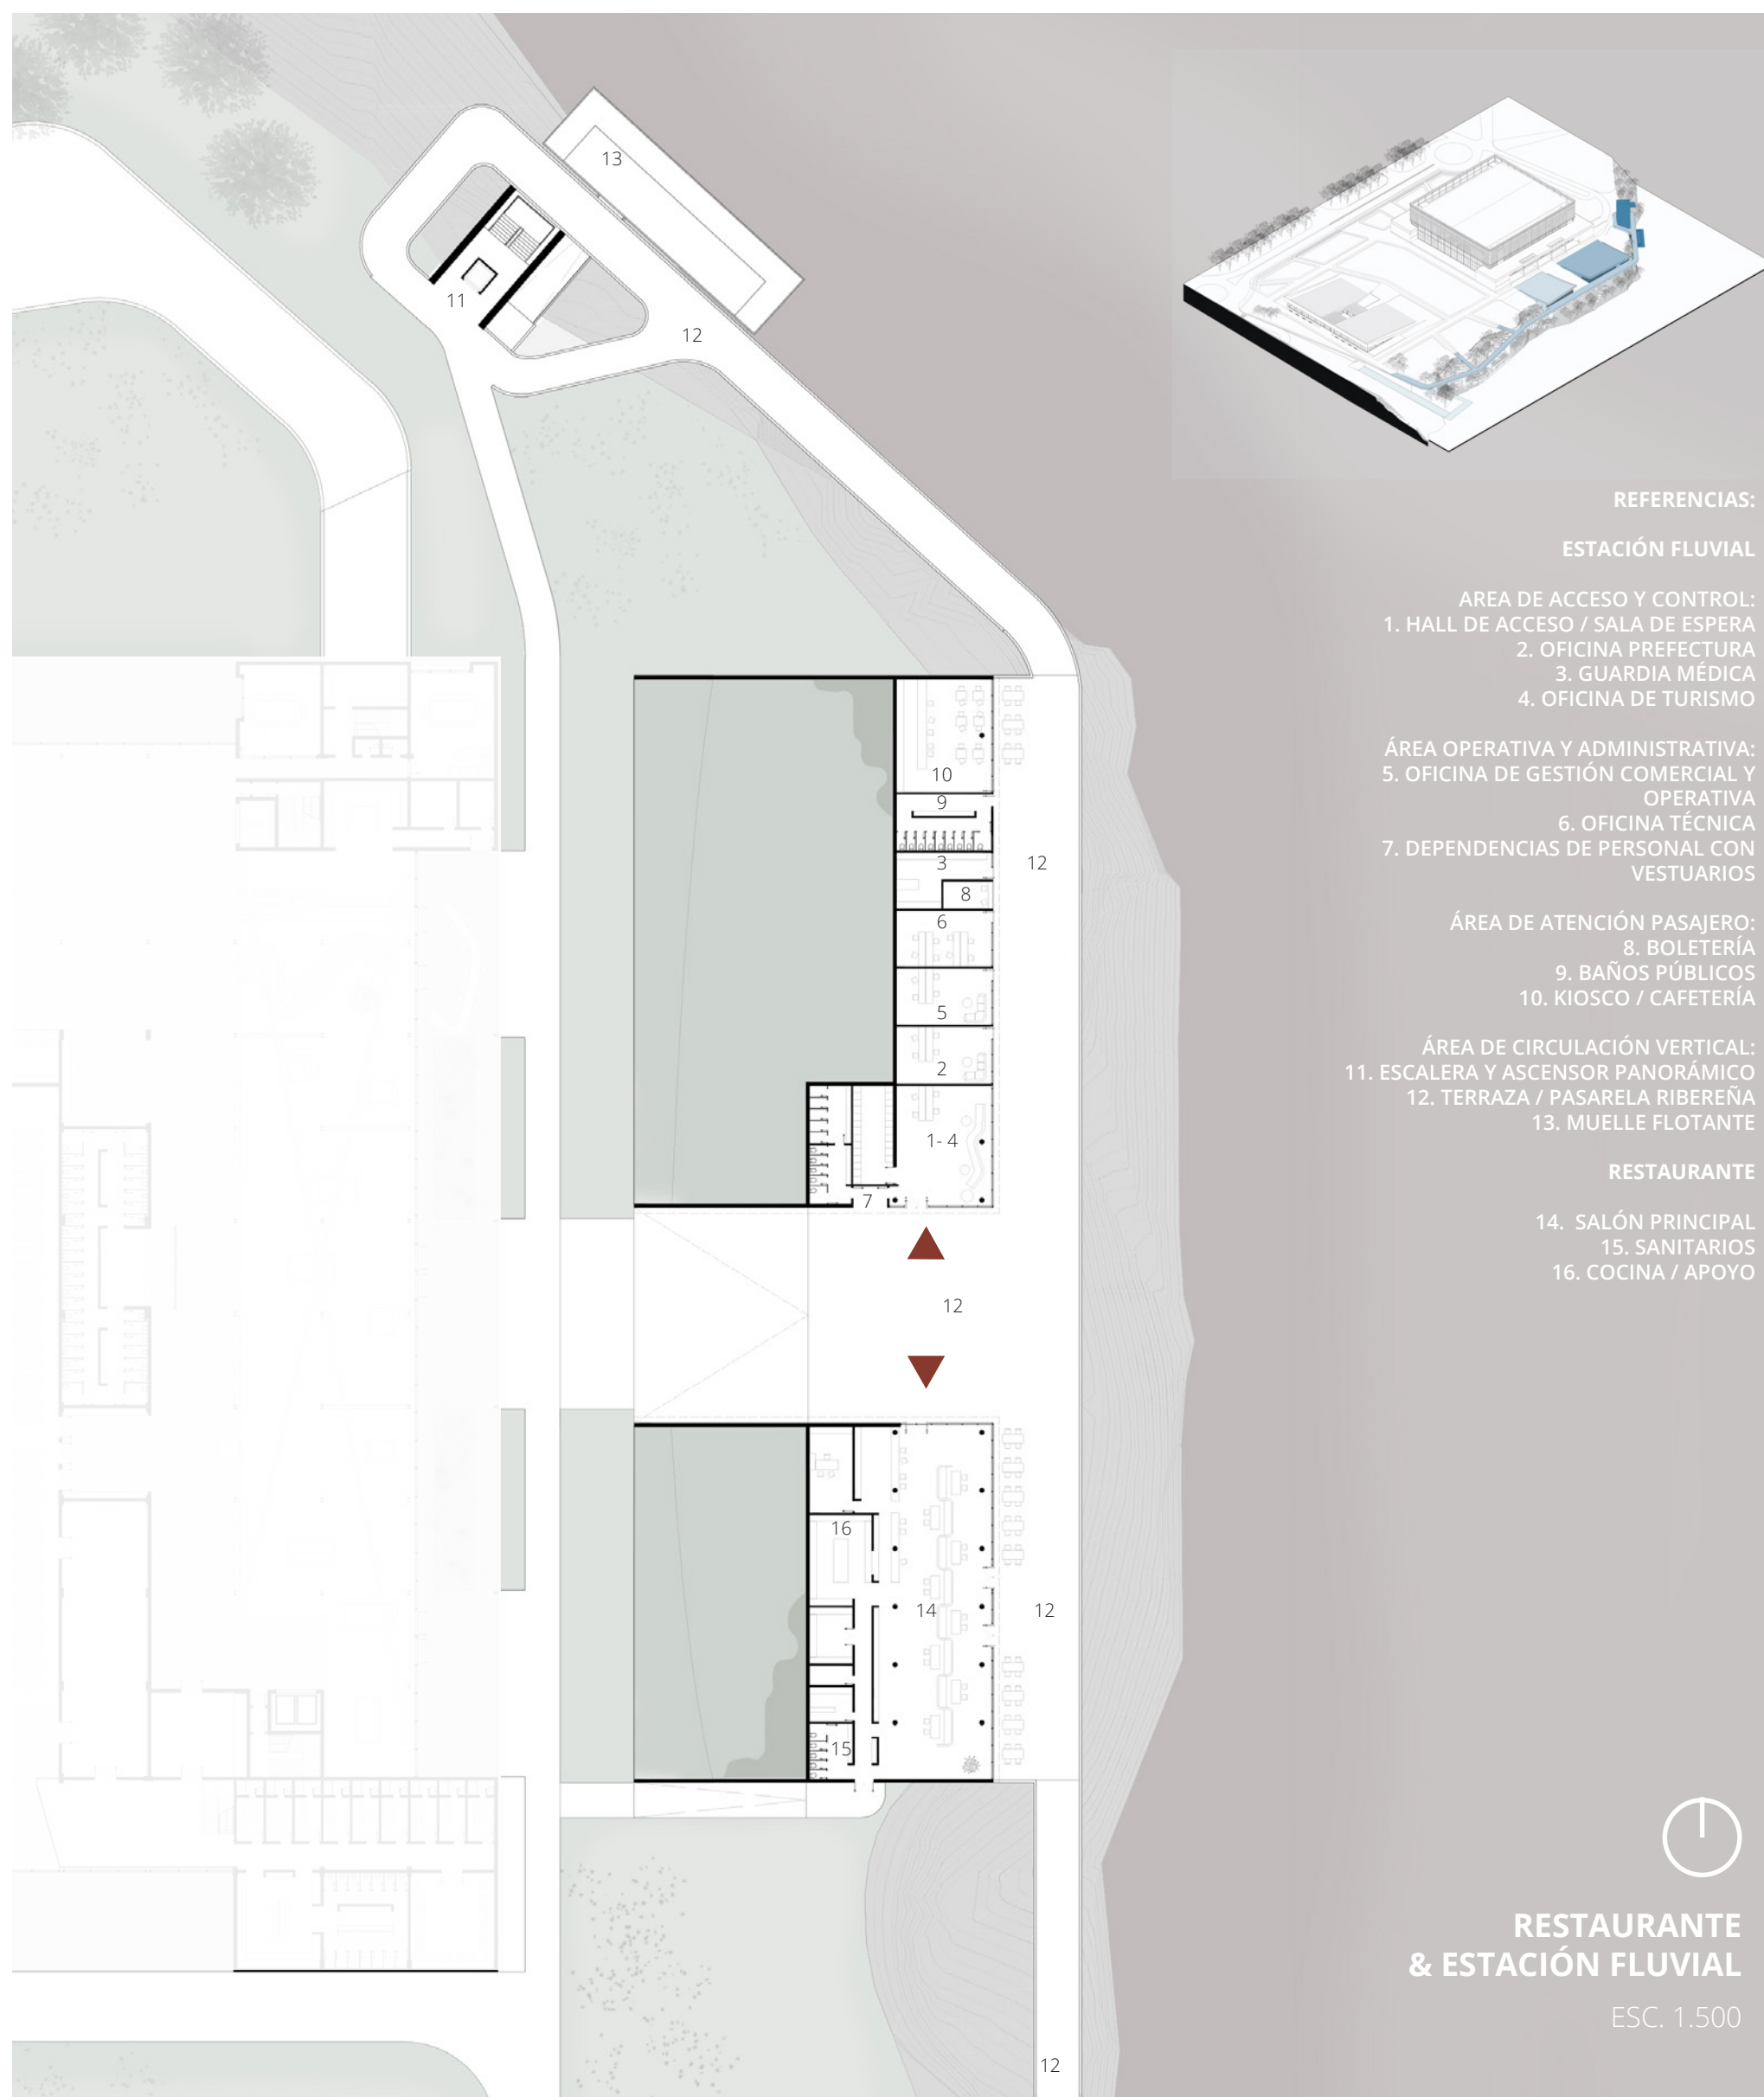 13
11
12
10
9
3
12
8
6
5
2
1- 4
7
12
16
14
12
15
12
REFERENCIAS:
ESTACIÓN FLUVIAL
AREA DE ACCESO Y CONTROL:
1. HALL DE ACCESO / SALA DE ESPERA
2. OFICINA PREFECTURA
3. GUARDIA MÉDICA
4. OFICINA DE TURISMO
ÁREA OPERATIVA Y ADMINISTRATIVA:
5. OFICINA DE GESTIÓN COMERCIAL Y
OPERATIVA
6. OFICINA TÉCNICA
7. DEPENDENCIAS DE PERSONAL CON
VESTUARIOS
ÁREA DE ATENCIÓN PASAJERO:
8. BOLETERÍA
9. BAÑOS PÚBLICOS
10. KIOSCO / CAFETERÍA
ÁREA DE CIRCULACIÓN VERTICAL:
11. ESCALERA Y ASCENSOR PANORÁMICO
12. TERRAZA / PASARELA RIBEREÑA
13. MUELLE FLOTANTE
RESTAURANTE
14. SALÓN PRINCIPAL
15. SANITARIOS
16. COCINA / APOYO
RESTAURANTE
& ESTACIÓN FLUVIAL
ESC. 1.500